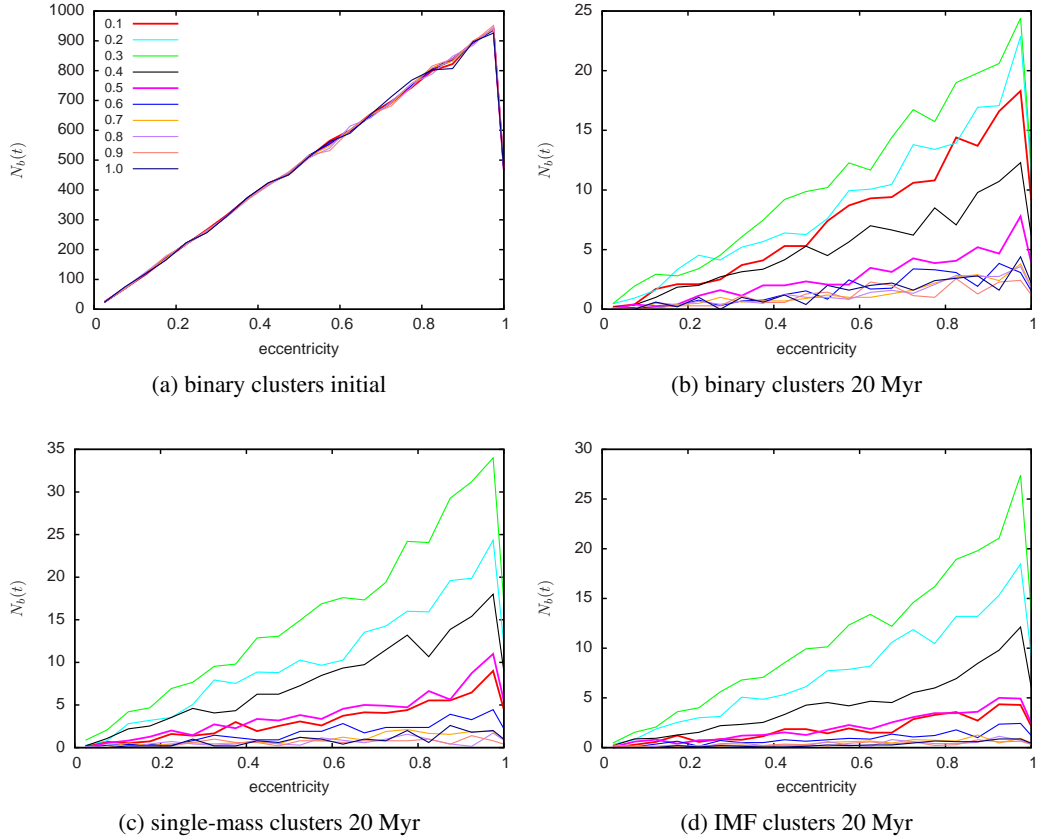 1000
900
800
700
600
500
400
300
200
100
0
N_b(t)
0.1
0.2
0.3
0.4
0.5
0.6
0.7
0.8
0.9
1.0
0 0.2 0.4 0.6 0.8 1
eccentricity
(a) binary clusters initial
25
20
15
10
5
0
N_b(t)
0 0.2 0.4 0.6 0.8 1
eccentricity
(b) binary clusters 20 Myr
35
30
25
20
15
10
5
0
N_b(t)
0 0.2 0.4 0.6 0.8 1
eccentricity
(c) single-mass clusters 20 Myr
30
25
20
15
10
5
0
N_b(t)
0 0.2 0.4 0.6 0.8 1
eccentricity
(d) IMF clusters 20 Myr